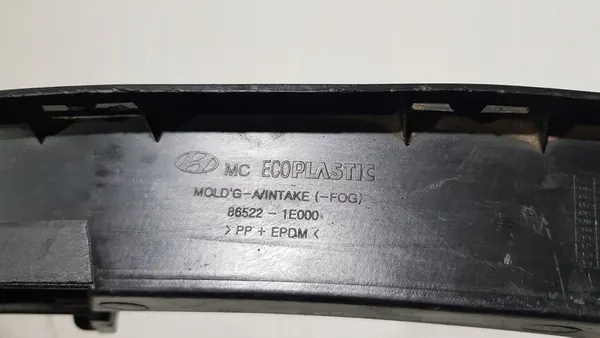 MC ECOPLASTIC
MOLD'G-A/INTAKE (-FOG)
86522 - 1E000
> PP + EPDM <